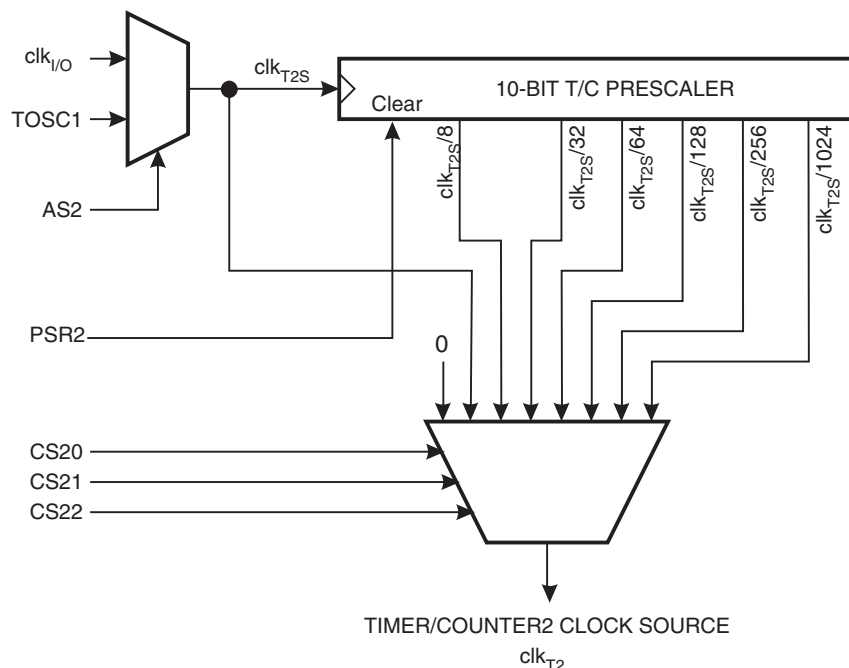 clkI/O
TOSC1
AS2
clkT2S
10-BIT T/C PRESCALER
Clear
clkT2S/8
clkT2S/32
clkT2S/64
clkT2S/128
clkT2S/256
clkT2S/1024
PSR2
0
CS20
CS21
CS22
TIMER/COUNTER2 CLOCK SOURCE
clkT2